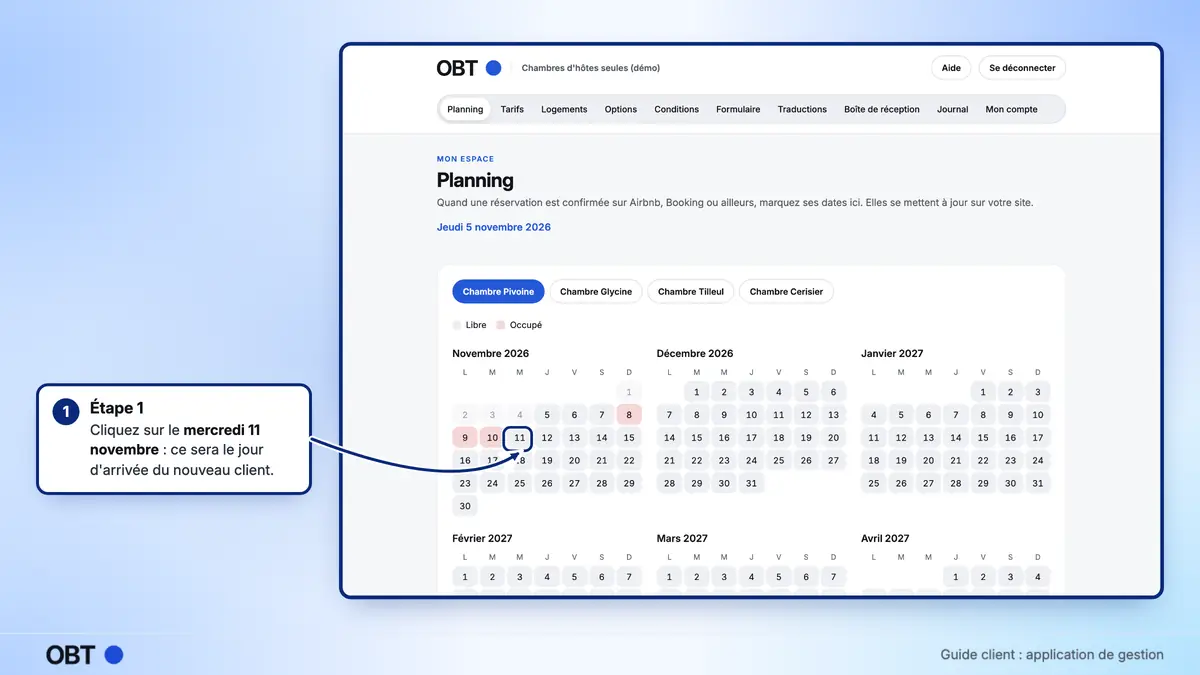 OBT
Chambres d'hôtes seules (démo)
Aide
Se déconnecter
Planning Tarifs Logements Options Conditions Formulaire Traductions Boîte de réception Journal Mon compte
MON ESPACE
Planning
Quand une réservation est confirmée sur Airbnb, Booking ou ailleurs, marquez ses dates ici. Elles se mettent à jour sur votre site.
Jeudi 5 novembre 2026
Chambre Pivoine Chambre Glycine Chambre Tilleul Chambre Cerisier
Libre Occupé
Novembre 2026
L M M J V S D
1
2 3 4 5 6 7 8
9 10 11 12 13 14 15
16 17 18 19 20 21 22
23 24 25 26 27 28 29
30
Décembre 2026
L M M J V S D
1 2 3 4 5 6
7 8 9 10 11 12 13
14 15 16 17 18 19 20
21 22 23 24 25 26 27
28 29 30 31
Janvier 2027
L M M J V S D
1 2 3
4 5 6 7 8 9 10
11 12 13 14 15 16 17
18 19 20 21 22 23 24
25 26 27 28 29 30 31
Février 2027
L M M J V S D
1 2 3 4 5 6 7
Mars 2027
L M M J V S D
1 2 3 4 5 6 7
Avril 2027
L M M J V S D
1 2 3 4
1
Étape 1
Cliquez sur le mercredi 11
novembre : ce sera le jour
d'arrivée du nouveau client.
OBT
Guide client : application de gestion